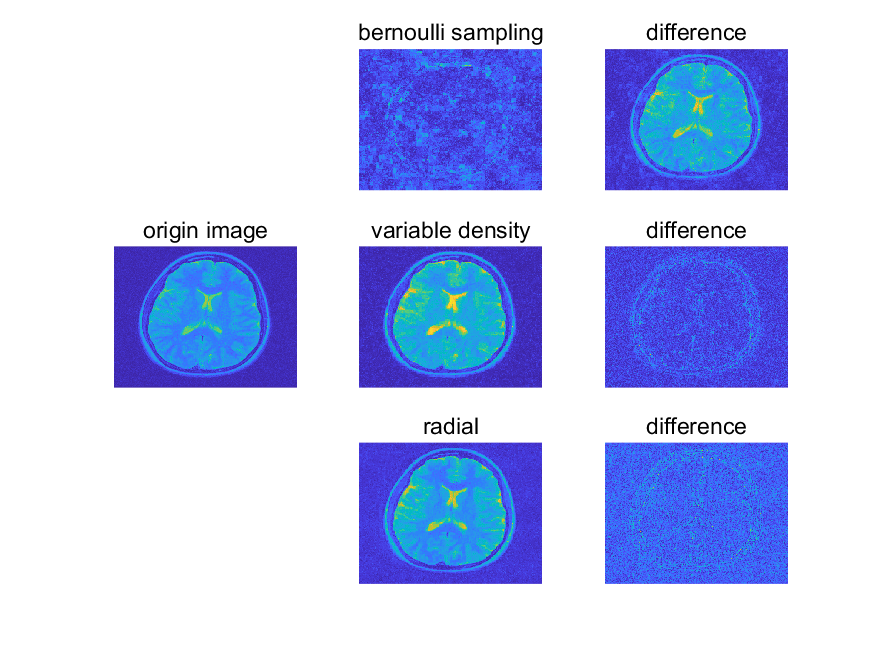 bernoulli sampling
difference
origin image
variable density
difference
radial
difference